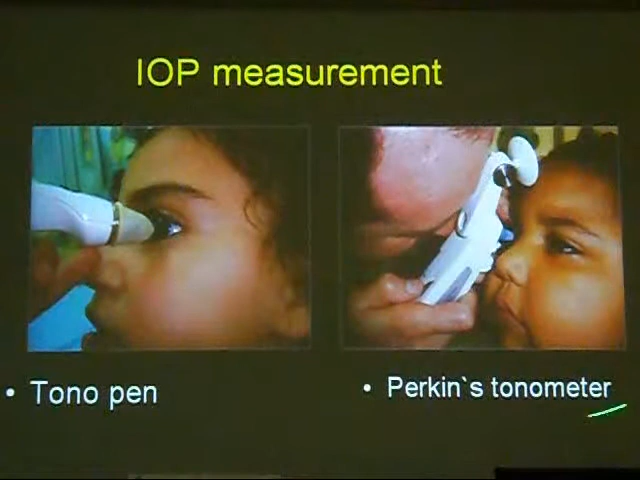 IOP measurement
• Tono pen
• Perkin`s tonometer